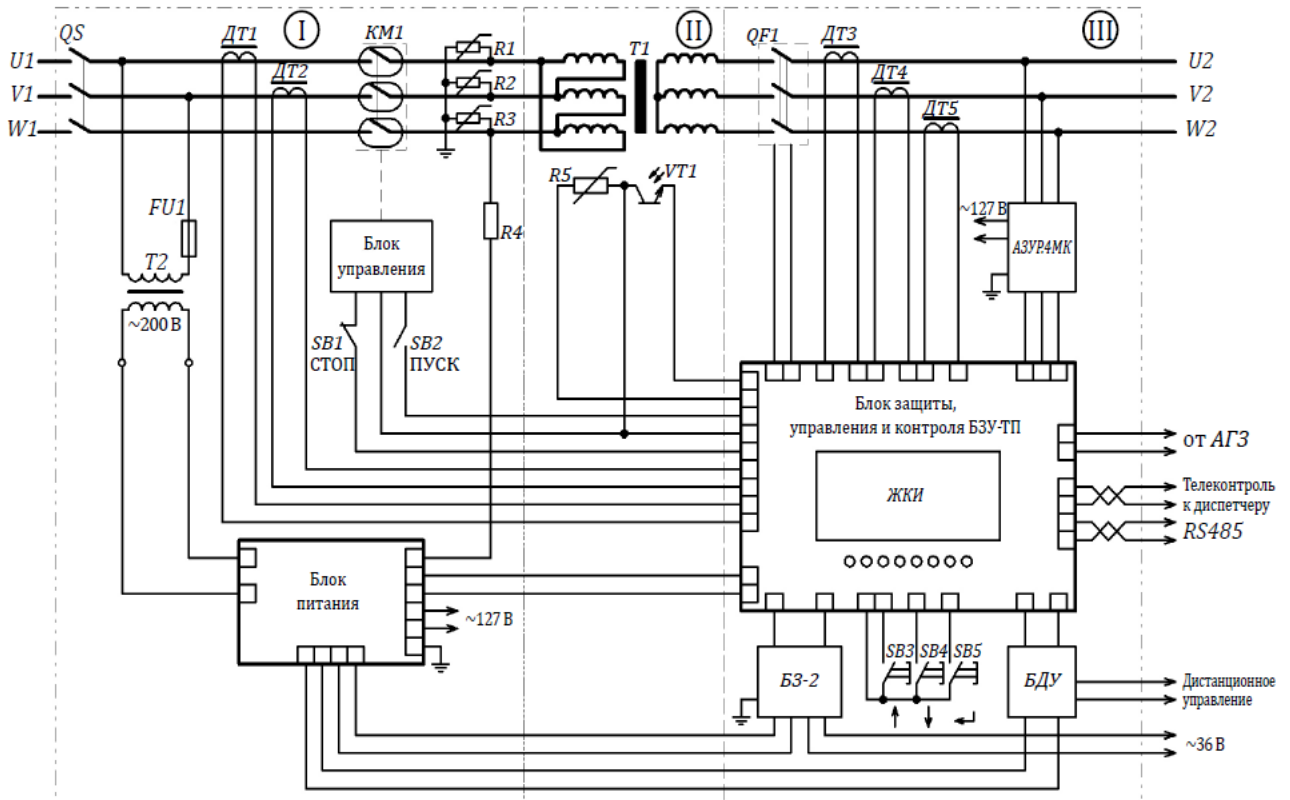 QS
ДТ1
I
КМ1
II
QF1
ДТ3
III
U1
R1
T1
U2
ДТ2
R2
ДТ4
V1
V2
R3
ДТ5
W1
W2
R5
VT1
FU1
R4
~127 В
АЗУР.4МК
Блок
управления
T2
~200 В
SB1
СТОП
SB2
ПУСК
Блок защиты,
управления и контроля БЗУ-ТП
от АГЗ
ЖКИ
Телеконтроль
к диспетчеру
RS485
Блок
питания
~127 В
SB3
SB4
SB5
БЗ-2
БДУ
Дистанционное
управление
~36 В